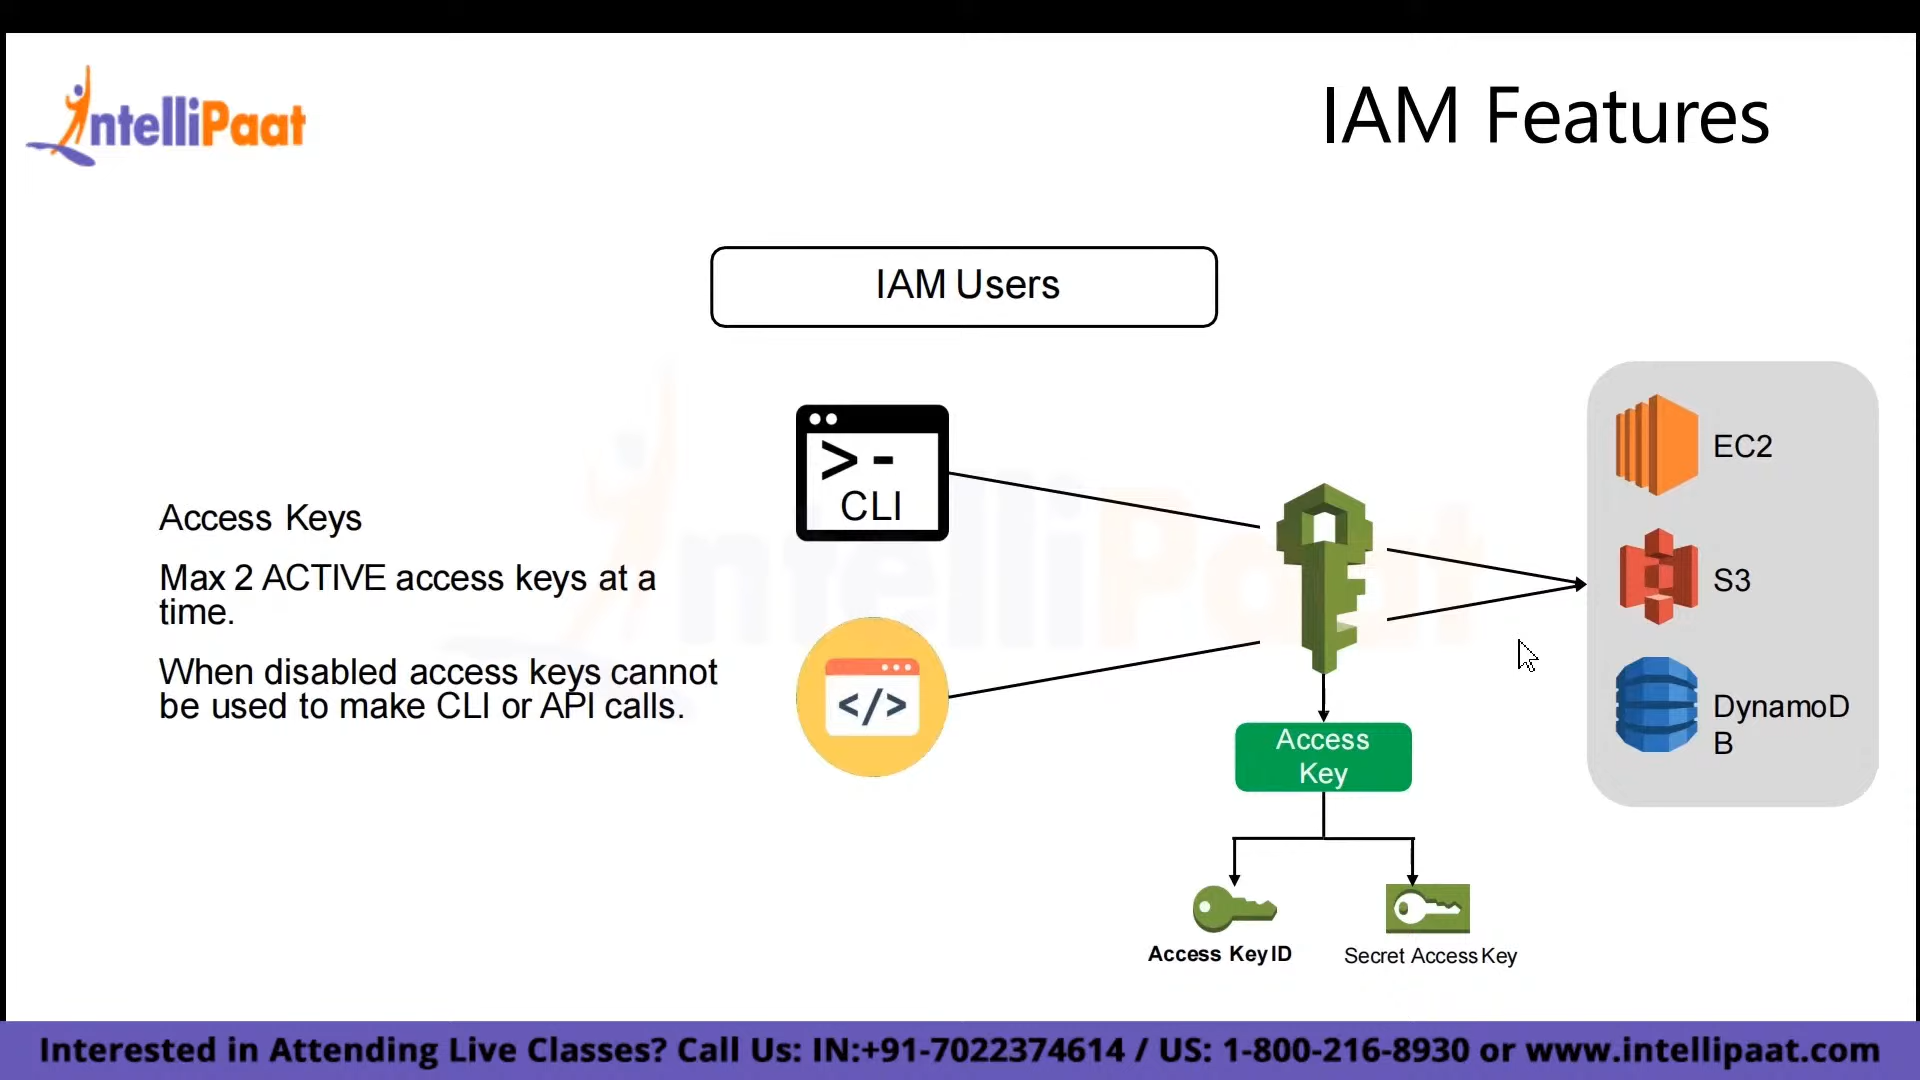 IntelliPaat
IAM Features
IAM Users
>-
CLI
Access Keys
Max 2 ACTIVE access keys at a
time.
When disabled access keys cannot
be used to make CLI or API calls.
</>
Access
Key
Access Key ID
Secret Access Key
EC2
S3
DynamoD
B
Interested in Attending Live Classes? Call Us: IN:+91-7022374614 / US: 1-800-216-8930 or www.intellipaat.com